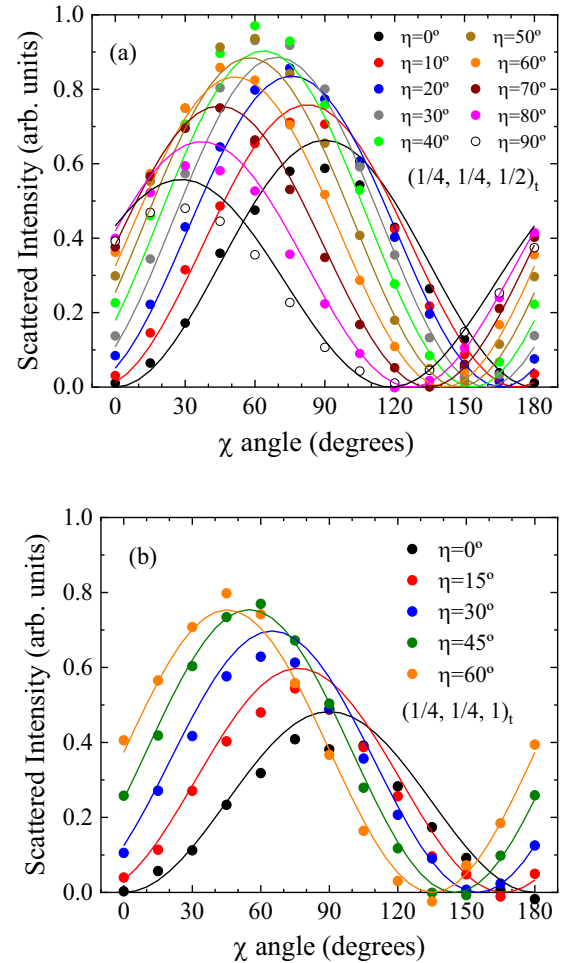 (a)
η=0º
η=50º
η=10º
η=60º
η=20º
η=70º
η=30º
η=80º
η=40º
η=90º
(1/4, 1/4, 1/2)t
Scattered Intensity (arb. units)
1.0
0.8
0.6
0.4
0.2
0.0
0 30 60 90 120 150 180
χ angle (degrees)
(b)
η=0º
η=15º
η=30º
η=45º
η=60º
(1/4, 1/4, 1)t
Scattered Intensity (arb. units)
1.0
0.8
0.6
0.4
0.2
0.0
0 30 60 90 120 150 180
χ angle (degrees)